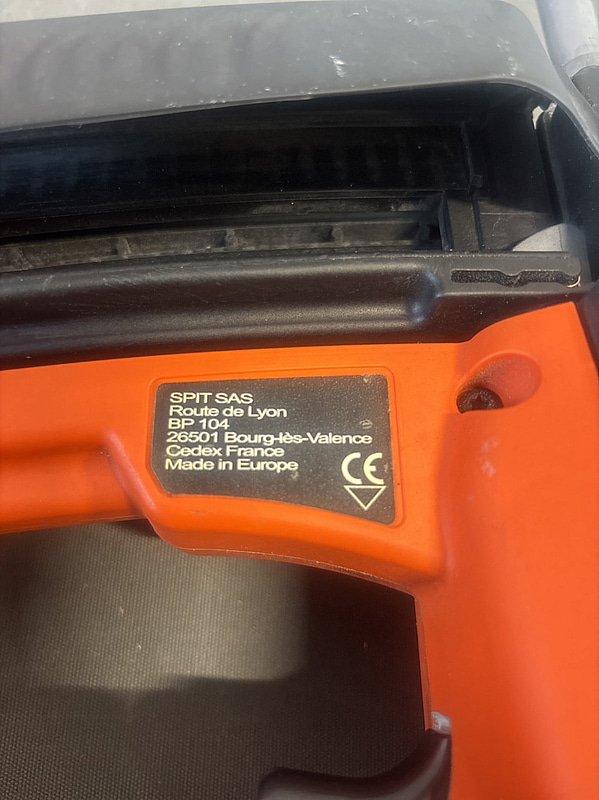 SPIT SAS
Route de Lyon
BP 104
26501 Bourg-lès-Valence
Cedex France
Made in Europe
CE